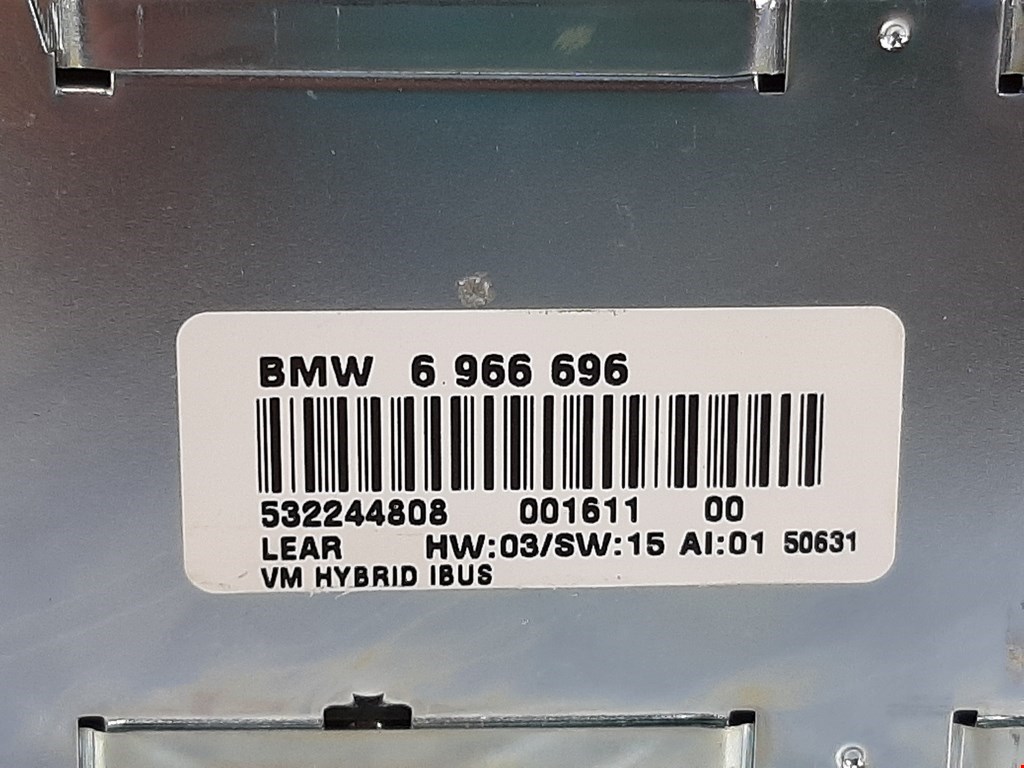 BMW 6 966 696
532244808 001611 00
LEAR HW:03/SW:15 AI:01 50631
VM HYBRID IBUS